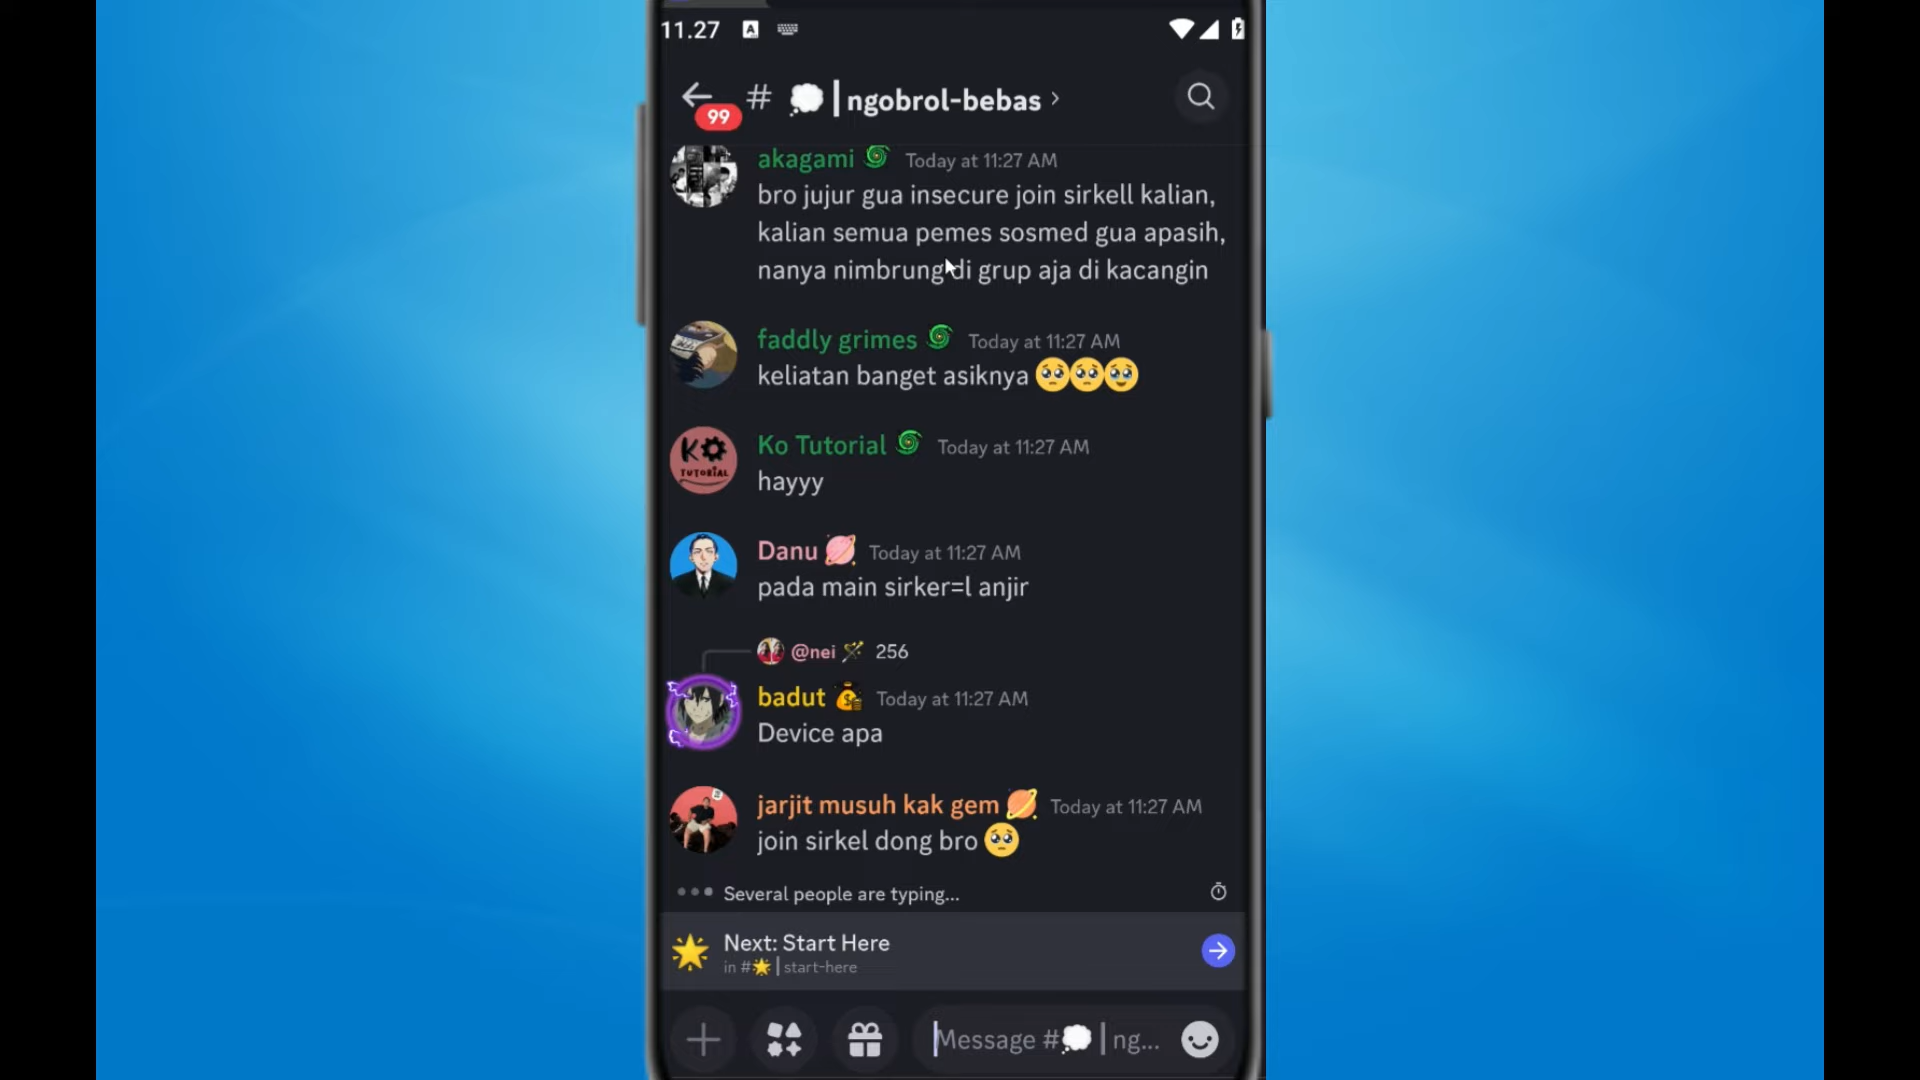 11.27
99
# | ngobrol-bebas
akagami Today at 11:27 AM
bro jujur gua insecure join sirkell kalian,
kalian semua pemes sosmed gua apasih,
nanya nimbrung di grup aja di kacangin
faddly grimes Today at 11:27 AM
keliatan banget asiknya 🥺🥺🥹
KO
TUTORIAL
Ko Tutorial Today at 11:27 AM
hayyy
Danu Today at 11:27 AM
pada main sirker=l anjir
@nei 256
badut Today at 11:27 AM
Device apa
jarjit musuh kak gem Today at 11:27 AM
join sirkel dong bro 🥺
Several people are typing...
Next: Start Here
in # | start-here
Message # | ng...